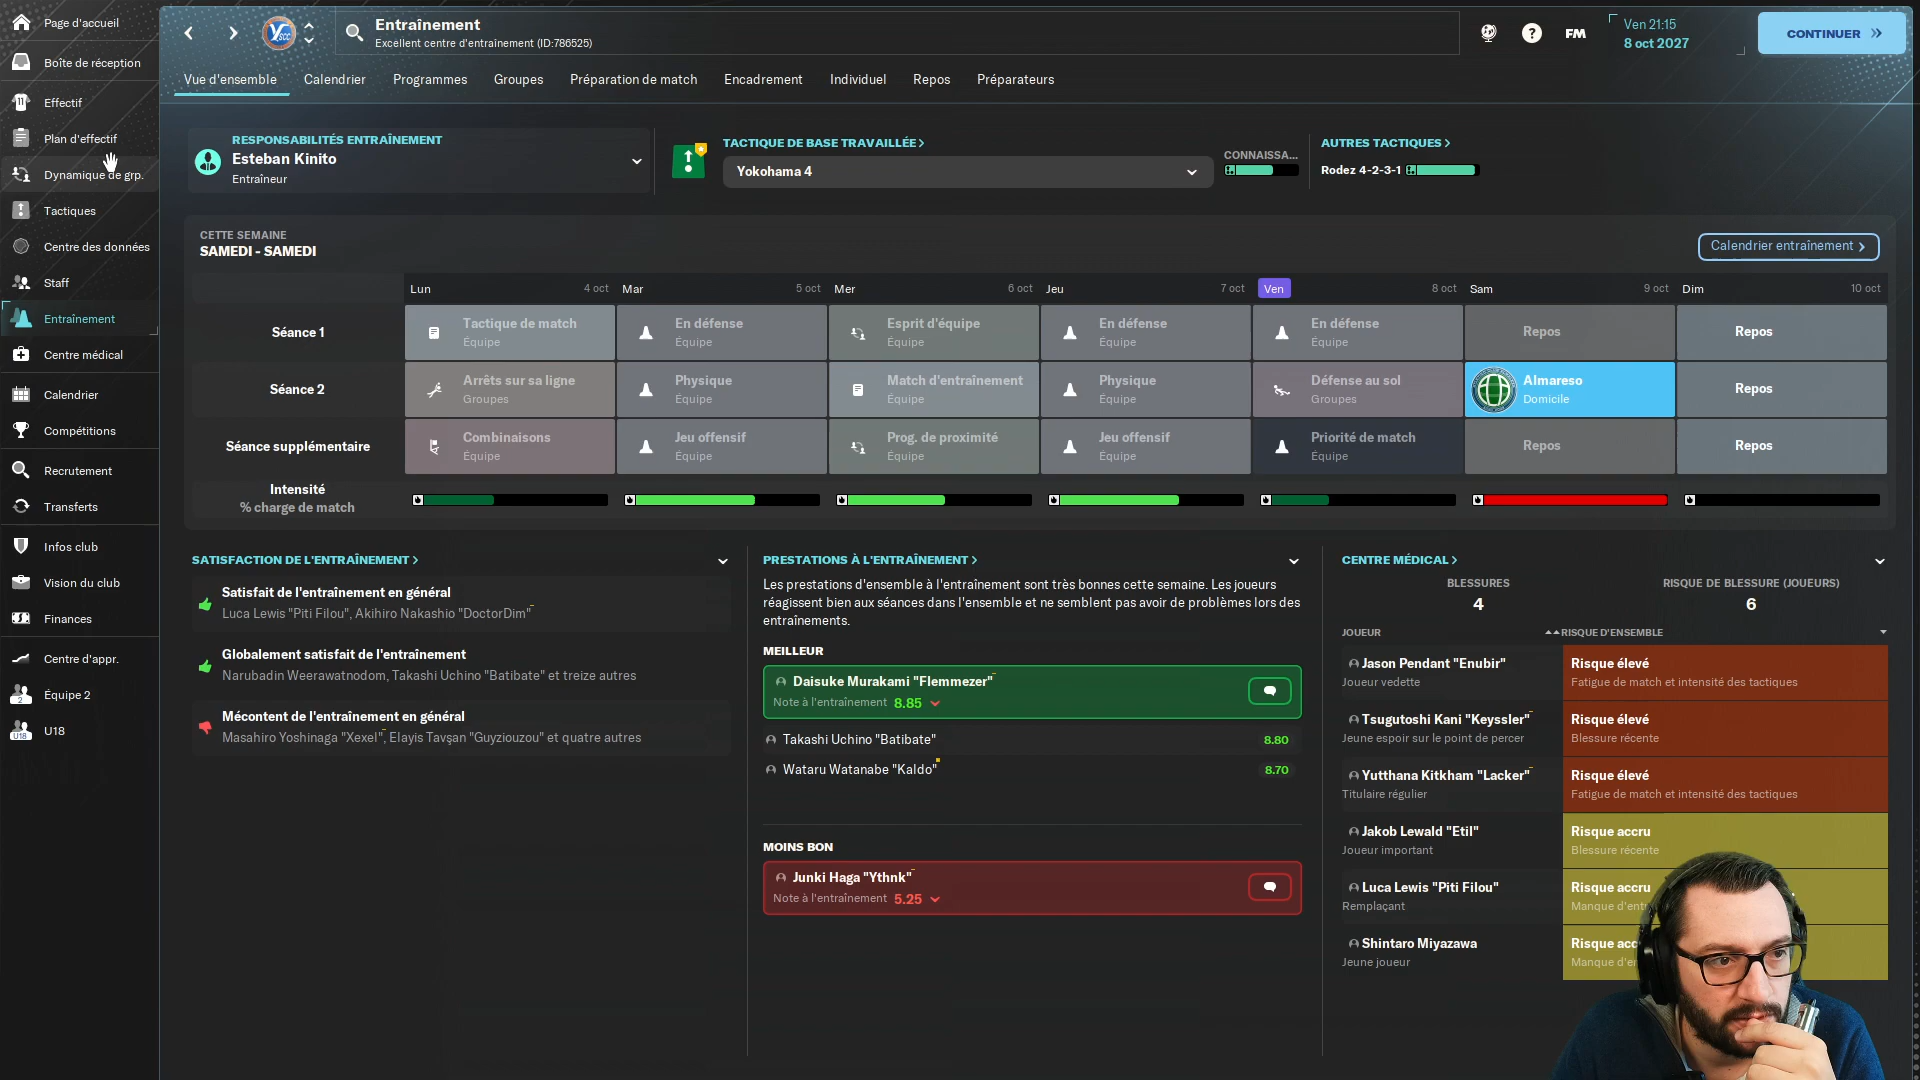 Page d'accueil
Boîte de réception
Effectif
Plan d'effectif
Dynamique de grp.
Tactiques
Centre des données
Staff
Entraînement
Centre médical
Calendrier
Compétitions
Recrutement
Transferts
Infos club
Vision du club
Finances
Centre d'appr.
Équipe 2
U18
Entraînement
Excellent centre d'entraînement (ID:786525)
FM
Ven 21:15
8 oct 2027
CONTINUER
Vue d'ensemble Calendrier Programmes Groupes Préparation de match Encadrement Individuel Repos Préparateurs
RESPONSABILITÉS ENTRAÎNEMENT
Esteban Kinito
Entraîneur
TACTIQUE DE BASE TRAVAILLÉE >
Yokohama 4
CONNAISSA...
AUTRES TACTIQUES >
Rodez 4-2-3-1
CETTE SEMAINE
SAMEDI - SAMEDI
Calendrier entraînement >
Lun 4 oct Mar 5 oct Mer 6 oct Jeu 7 oct Ven 8 oct Sam 9 oct Dim 10 oct
Séance 1
Tactique de match En défense Esprit d'équipe En défense En défense Repos Repos
Équipe Équipe Équipe Équipe Équipe
Séance 2
Arrêts sur sa ligne Physique Match d'entraînement Physique Défense au sol Almareso Repos
Groupes Équipe Équipe Équipe Groupes Domicile
Séance supplémentaire
Combinaisons Jeu offensif Prog. de proximité Jeu offensif Priorité de match Repos Repos
Équipe Équipe Équipe Équipe Équipe
Intensité
% charge de match
SATISFACTION DE L'ENTRAÎNEMENT >
Satisfait de l'entraînement en général
Luca Lewis "Piti Filou", Akihiro Nakashio "DoctorDim"
Globalement satisfait de l'entraînement
Narubadin Weerawatnodom, Takashi Uchino "Batibate" et treize autres
Mécontent de l'entraînement en général
Masahiro Yoshinaga "Xexel", Elayis Tavşan "Guyziouzou" et quatre autres
PRESTATIONS À L'ENTRAÎNEMENT >
Les prestations d'ensemble à l'entraînement sont très bonnes cette semaine. Les joueurs
réagissent bien aux séances dans l'ensemble et ne semblent pas avoir de problèmes lors des
entraînements.
MEILLEUR
Daisuke Murakami "Flemmezer"
Note à l'entraînement 8.85
Takashi Uchino "Batibate" 8.80
Wataru Watanabe "Kaldo" 8.70
MOINS BON
Junki Haga "Ythnk"
Note à l'entraînement 5.25
CENTRE MÉDICAL >
BLESSURES RISQUE DE BLESSURE (JOUEURS)
4 6
JOUEUR RISQUE D'ENSEMBLE
Jason Pendant "Enubir" Risque élevé
Joueur vedette Fatigue de match et intensité des tactiques
Tsugutoshi Kani "Keyssler" Risque élevé
Jeune espoir sur le point de percer Blessure récente
Yutthana Kitkham "Lacker" Risque élevé
Titulaire régulier Fatigue de match et intensité des tactiques
Jakob Lewald "Etil" Risque accru
Joueur important Blessure récente
Luca Lewis "Piti Filou" Risque accru
Remplaçant Manque d'ent
Shintaro Miyazawa Risque acc
Jeune joueur Manque d'e